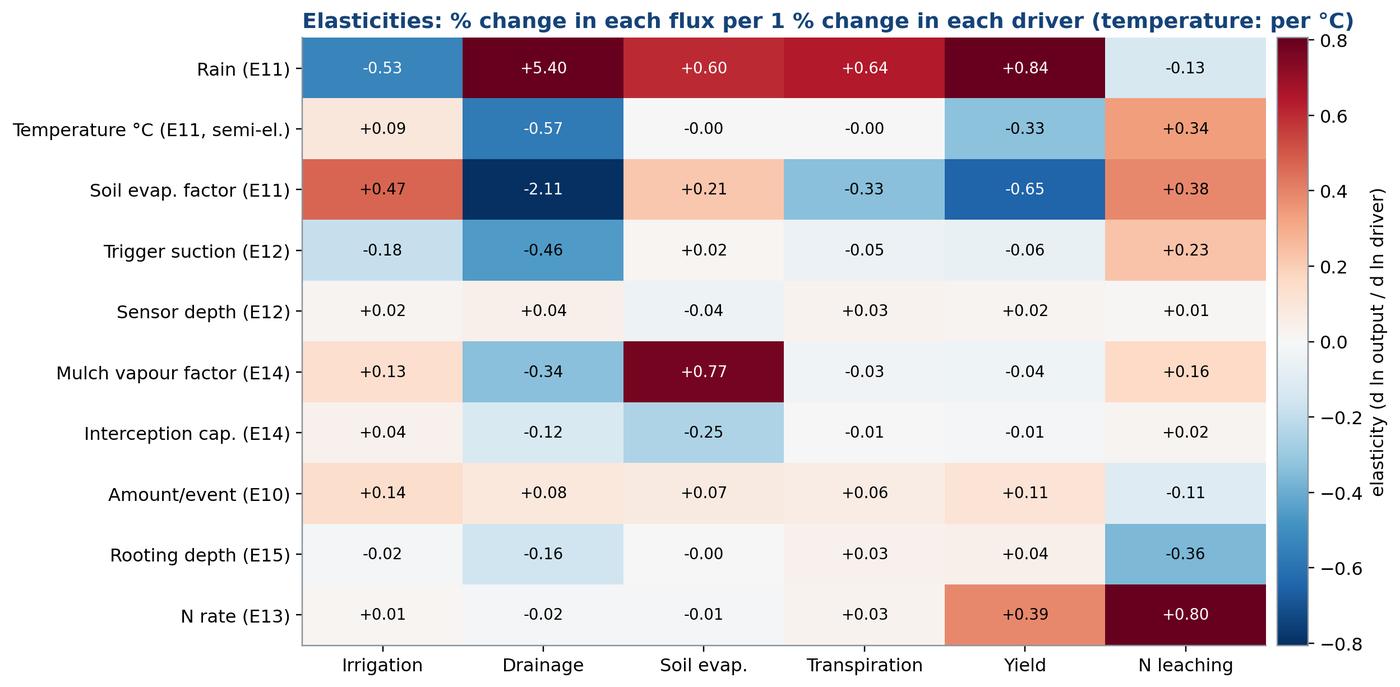 Elasticities: % change in each flux per 1 % change in each driver (temperature: per °C)
Rain (E11) -0.53 +5.40 +0.60 +0.64 +0.84 -0.13
Temperature °C (E11, semi-el.) +0.09 -0.57 -0.00 -0.00 -0.33 +0.34
Soil evap. factor (E11) +0.47 -2.11 +0.21 -0.33 -0.65 +0.38
Trigger suction (E12) -0.18 -0.46 +0.02 -0.05 -0.06 +0.23
Sensor depth (E12) +0.02 +0.04 -0.04 +0.03 +0.02 +0.01
Mulch vapour factor (E14) +0.13 -0.34 +0.77 -0.03 -0.04 +0.16
Interception cap. (E14) +0.04 -0.12 -0.25 -0.01 -0.01 +0.02
Amount/event (E10) +0.14 +0.08 +0.07 +0.06 +0.11 -0.11
Rooting depth (E15) -0.02 -0.16 -0.00 +0.03 +0.04 -0.36
N rate (E13) +0.01 -0.02 -0.01 +0.03 +0.39 +0.80
Irrigation Drainage Soil evap. Transpiration Yield N leaching
0.8
0.6
0.4
0.2
0.0
−0.2
−0.4
−0.6
−0.8
elasticity (d ln output / d ln driver)